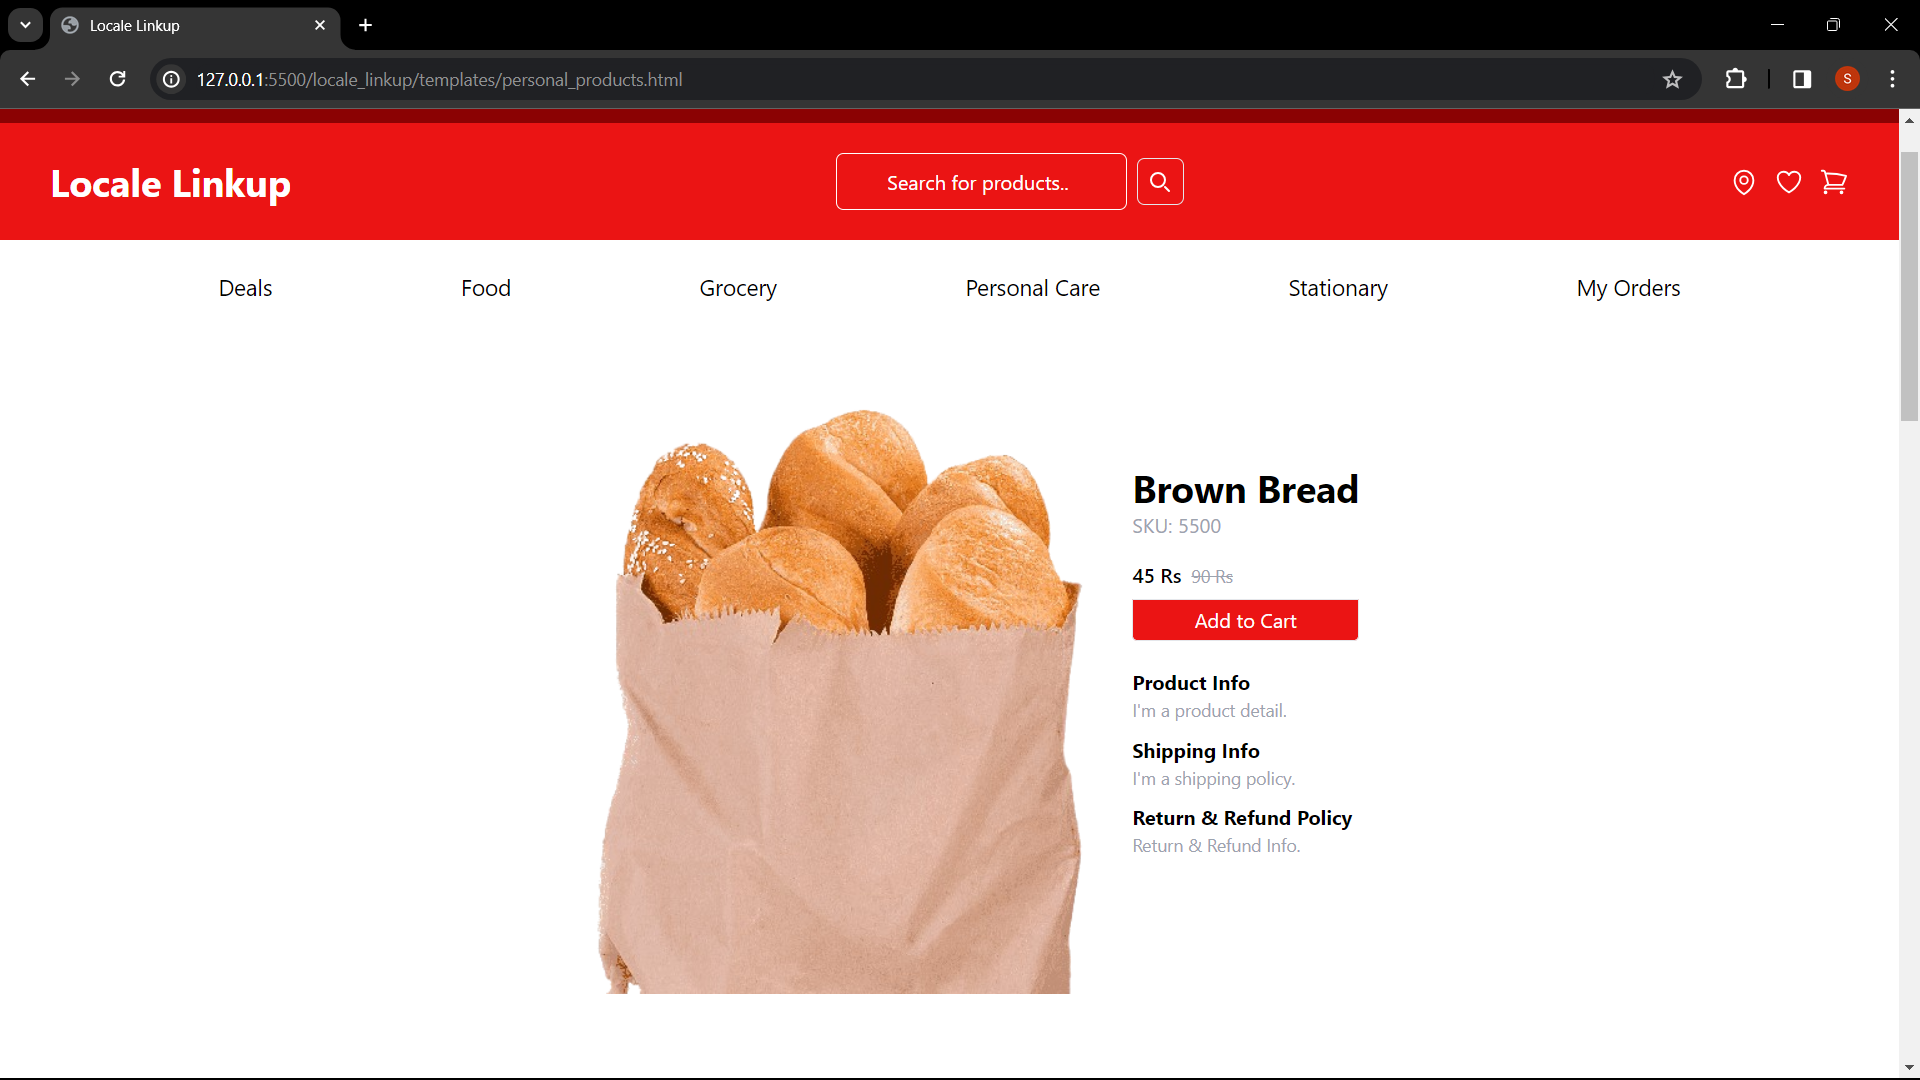 Locale Linkup
127.0.0.1:5500/locale_linkup/templates/personal_products.html
S
Locale Linkup
Search for products..
Deals Food Grocery Personal Care Stationary My Orders
Brown Bread
SKU: 5500
45 Rs 90 Rs
Add to Cart
Product Info
I'm a product detail.
Shipping Info
I'm a shipping policy.
Return & Refund Policy
Return & Refund Info.